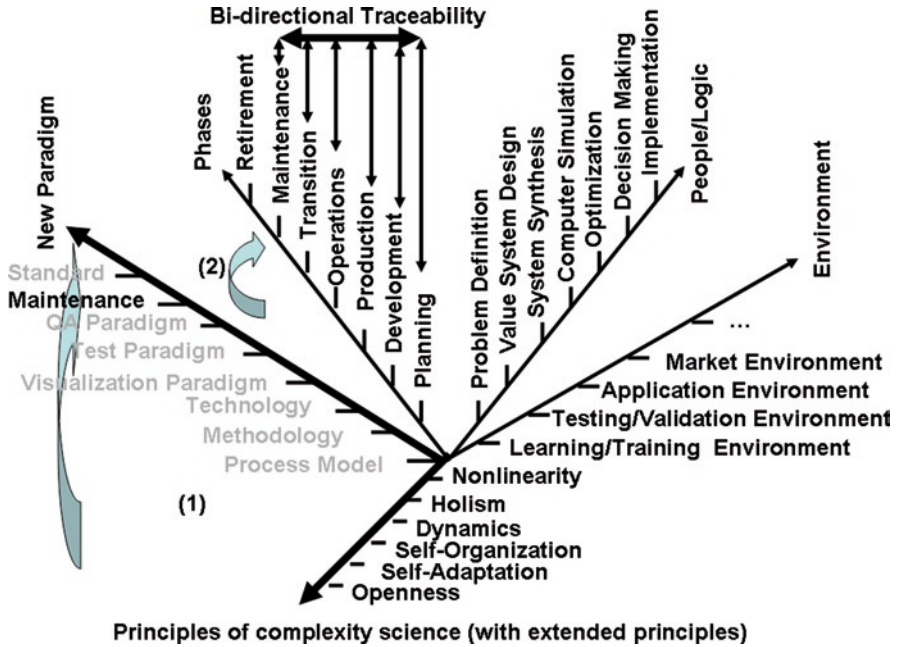 Bi-directional Traceability
New Paradigm
Standard
Maintenance
QA Paradigm
Test Paradigm
Visualization Paradigm
Technology
Methodology
Process Model
(1)
(2)
Phases
Retirement
Maintenance
Transition
Operations
Production
Development
Planning
Problem Definition
Value System Design
System Synthesis
Computer Simulation
Optimization
Decision Making
Implementation
People/Logic
Environment
...
Market Environment
Application Environment
Testing/Validation Environment
Learning/Training Environment
Nonlinearity
Holism
Dynamics
Self-Organization
Self-Adaptation
Openness
Principles of complexity science (with extended principles)